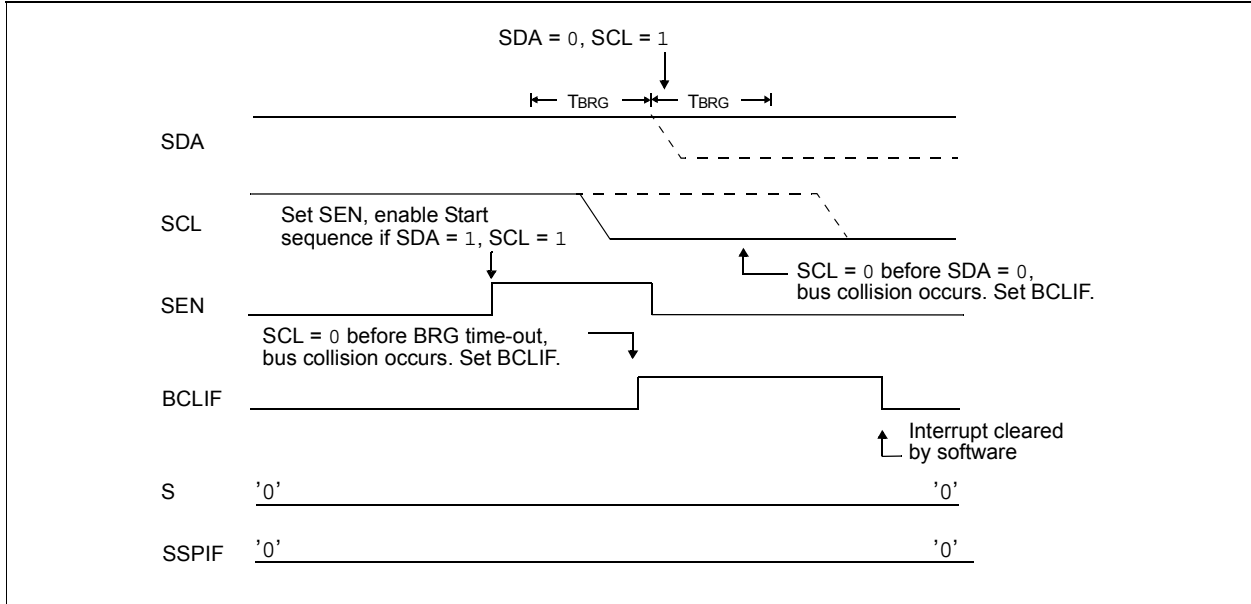 SDA = 0, SCL = 1
TBRG TBRG
SDA
SCL
Set SEN, enable Start
sequence if SDA = 1, SCL = 1
SCL = 0 before SDA = 0,
bus collision occurs. Set BCLIF.
SEN
SCL = 0 before BRG time-out,
bus collision occurs. Set BCLIF.
BCLIF
Interrupt cleared
by software
S '0' '0'
SSPIF '0' '0'